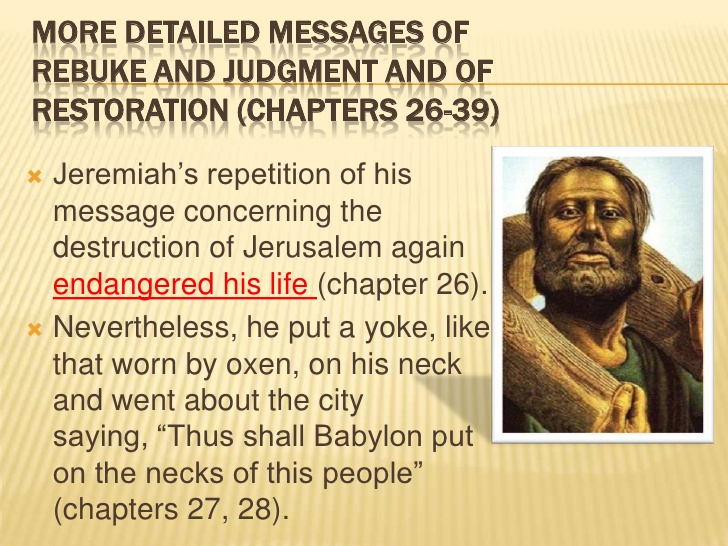 MORE DETAILED MESSAGES OF
REBUKE AND JUDGMENT AND OF
RESTORATION (CHAPTERS 26-39)
Jeremiah’s repetition of his
message concerning the
destruction of Jerusalem again
endangered his life (chapter 26).
Nevertheless, he put a yoke, like
that worn by oxen, on his neck
and went about the city
saying, “Thus shall Babylon put
on the necks of this people”
(chapters 27, 28).